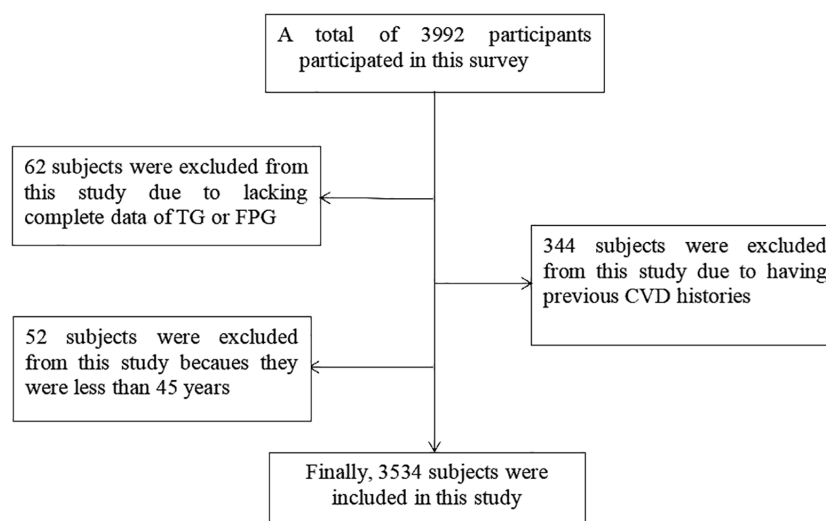 A total of 3992 participants
participated in this survey
62 subjects were excluded from
this study due to lacking
complete data of TG or FPG
344 subjects were excluded
from this study due to having
previous CVD histories
52 subjects were excluded
from this study becaues they
were less than 45 years
Finally, 3534 subjects were
included in this study